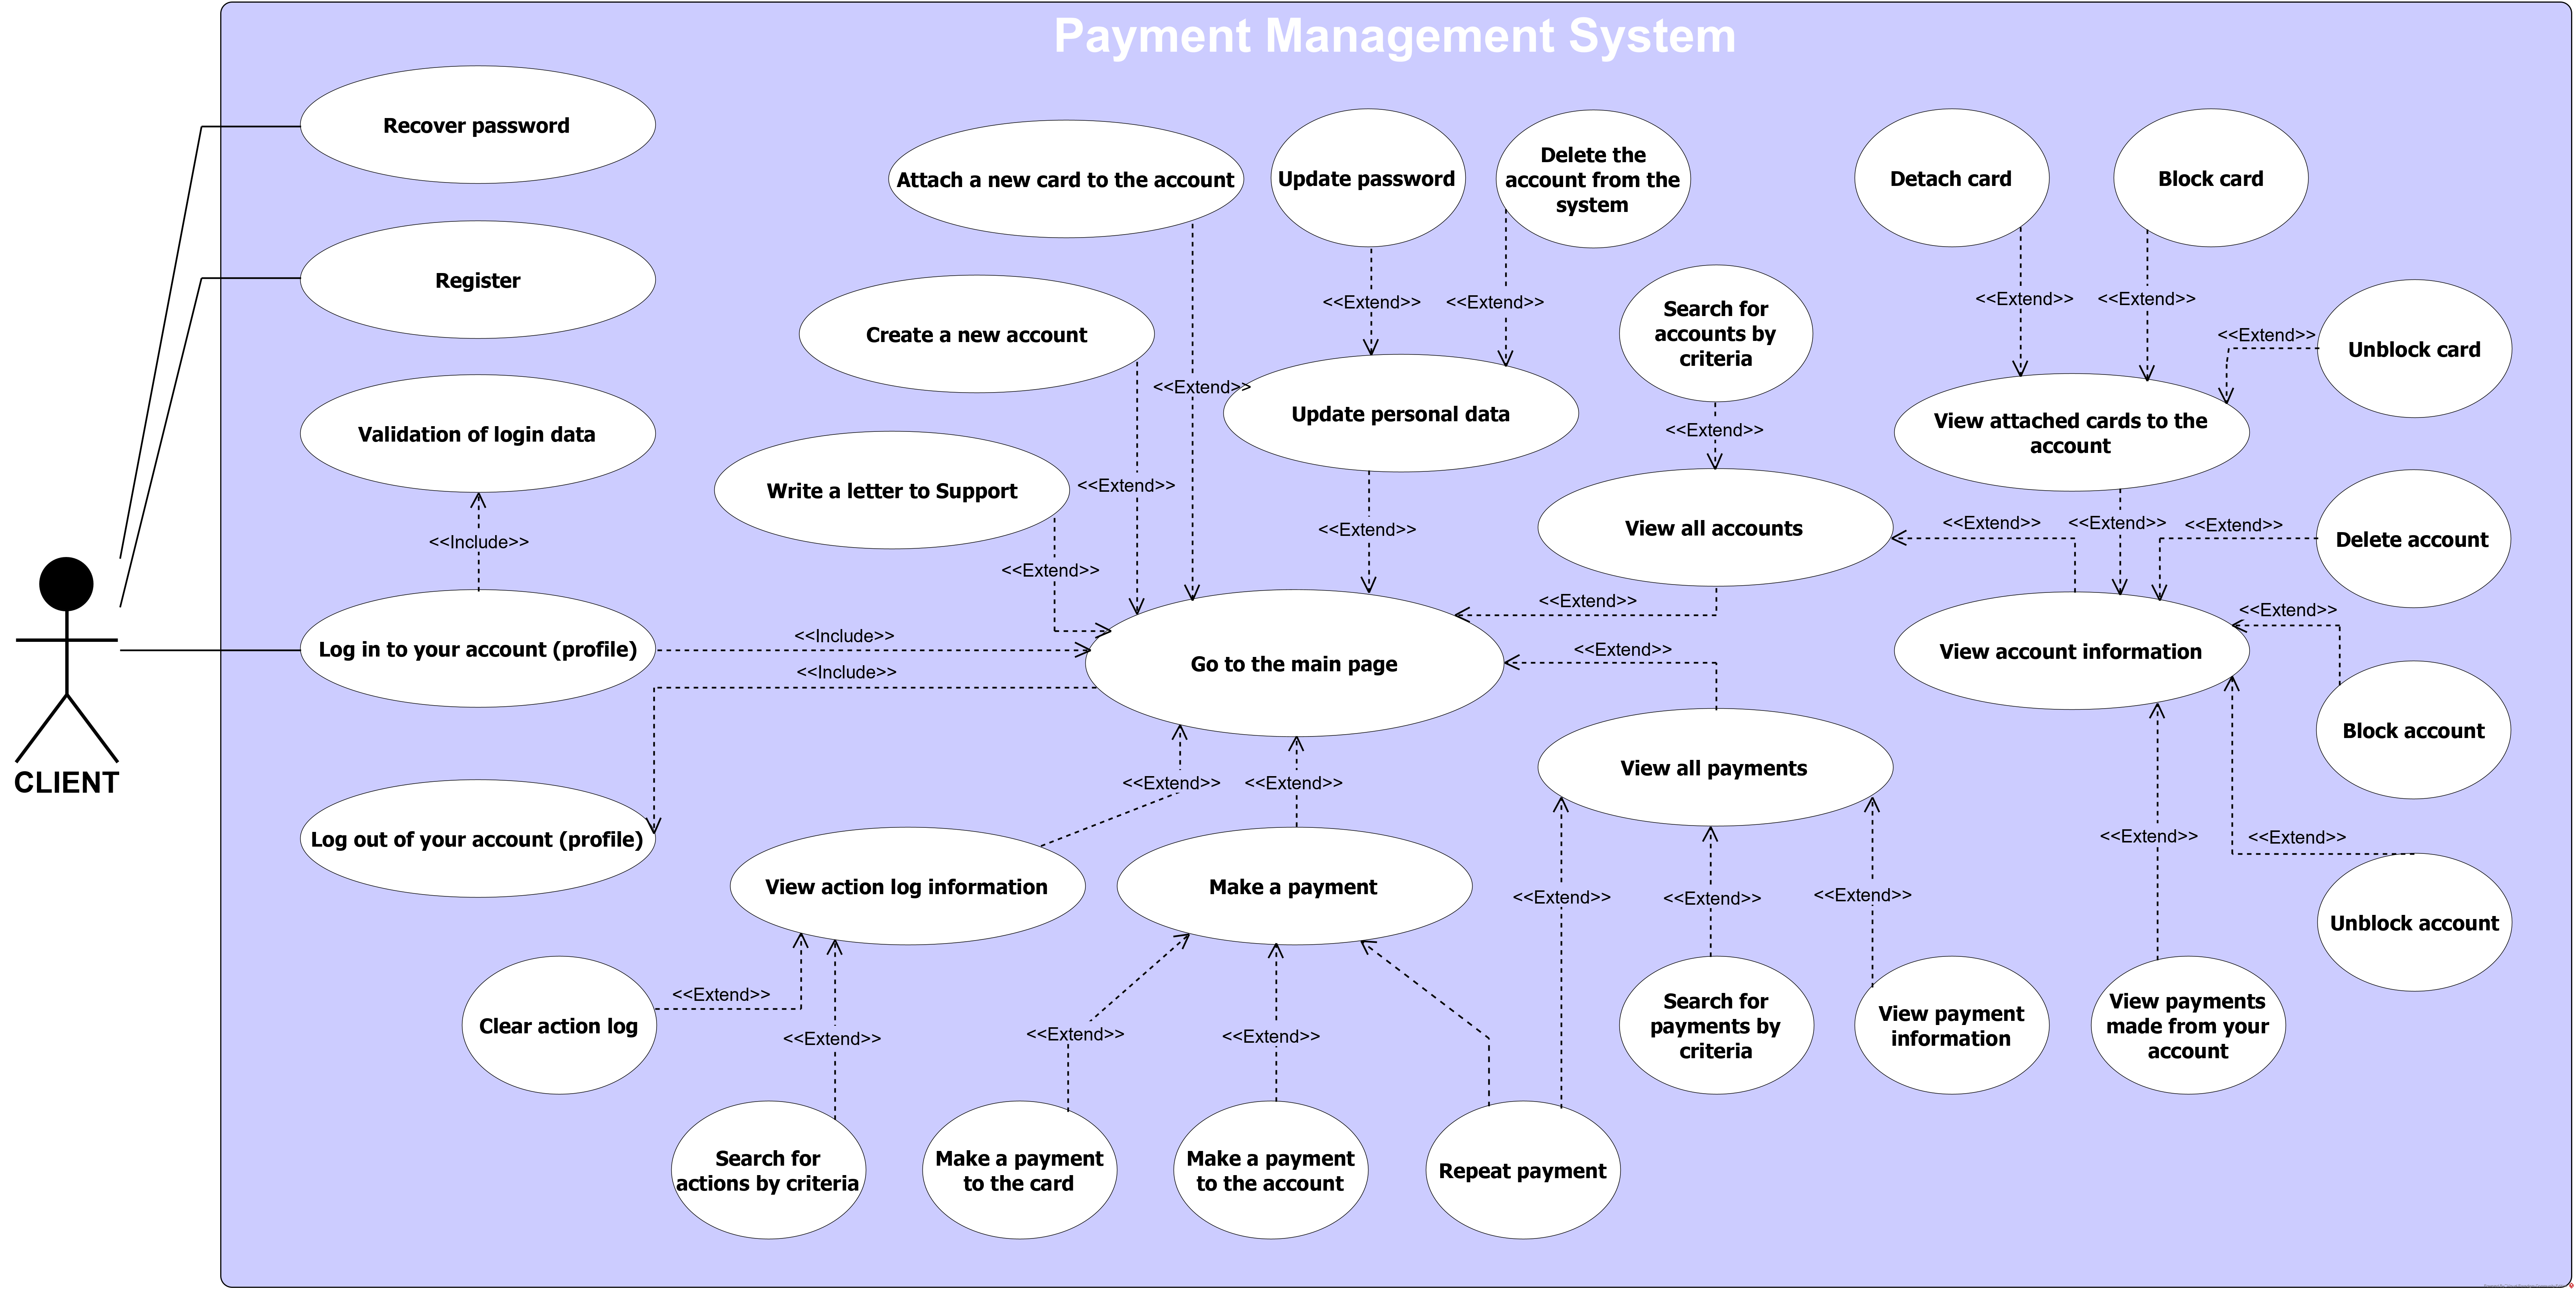 Payment Management System
Recover password
Register
Validation of login data
<<Include>>
Log in to your account (profile)
Log out of your account (profile)
CLIENT
Attach a new card to the account
Update password
Delete the
account from the
system
Detach card
Block card
Create a new account
<<Extend>>
<<Extend>>
<<Extend>>
Search for
accounts by
criteria
<<Extend>>
<<Extend>>
<<Extend>>
Unblock card
Update personal data
<<Extend>>
View attached cards to the
account
Write a letter to Support
<<Extend>>
<<Extend>>
<<Extend>>
View all accounts
<<Extend>>
<<Extend>>
<<Extend>>
Delete account
<<Extend>>
<<Extend>>
<<Include>>
<<Include>>
Go to the main page
<<Extend>>
View account information
Block account
View all payments
<<Extend>>
<<Extend>>
<<Extend>>
<<Extend>>
Unblock account
View action log information
Make a payment
<<Extend>>
<<Extend>>
<<Extend>>
Clear action log
<<Extend>>
<<Extend>>
<<Extend>>
<<Extend>>
Search for
payments by
criteria
View payment
information
View payments
made from your
account
Search for
actions by criteria
Make a payment
to the card
Make a payment
to the account
Repeat payment